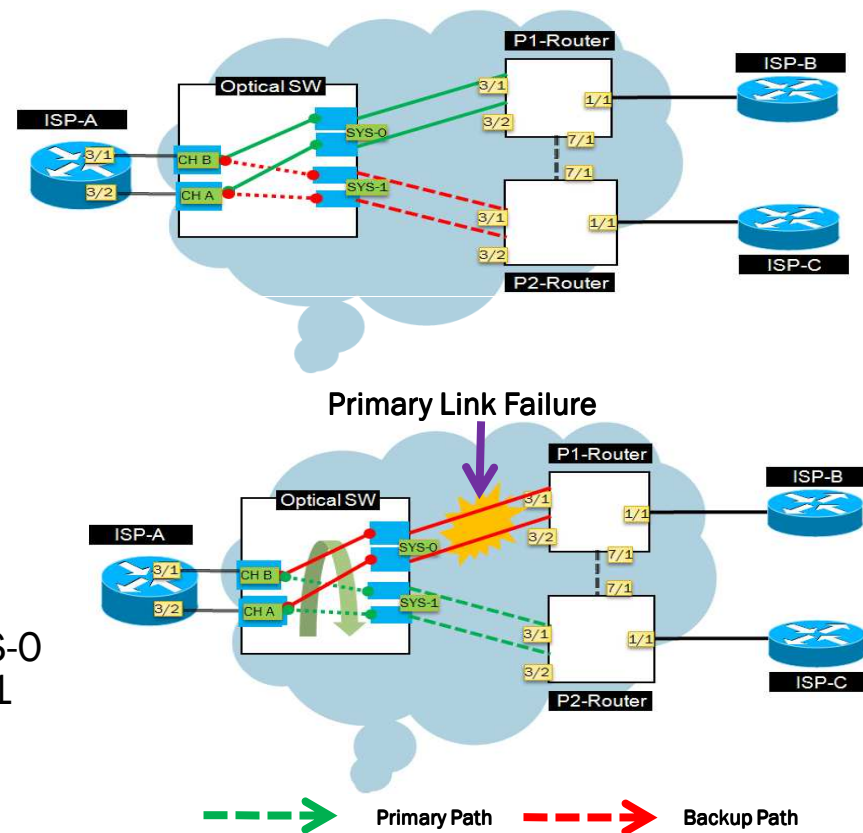 P1-Router
ISP-B
Optical SW
3/1
1/1
ISP-A
3/2
SYS-0
7/1
3/1
CH B
7/1
3/2
CH A
SYS-1
3/1
1/1
3/2
ISP-C
P2-Router
Primary Link Failure
P1-Router
ISP-B
Optical SW
3/1
1/1
ISP-A
3/2
SYS-0
7/1
3/1
CH B
7/1
3/2
CH A
SYS-1
3/1
1/1
S-0
1
3/2
ISP-C
P2-Router
Primary Path
Backup Path